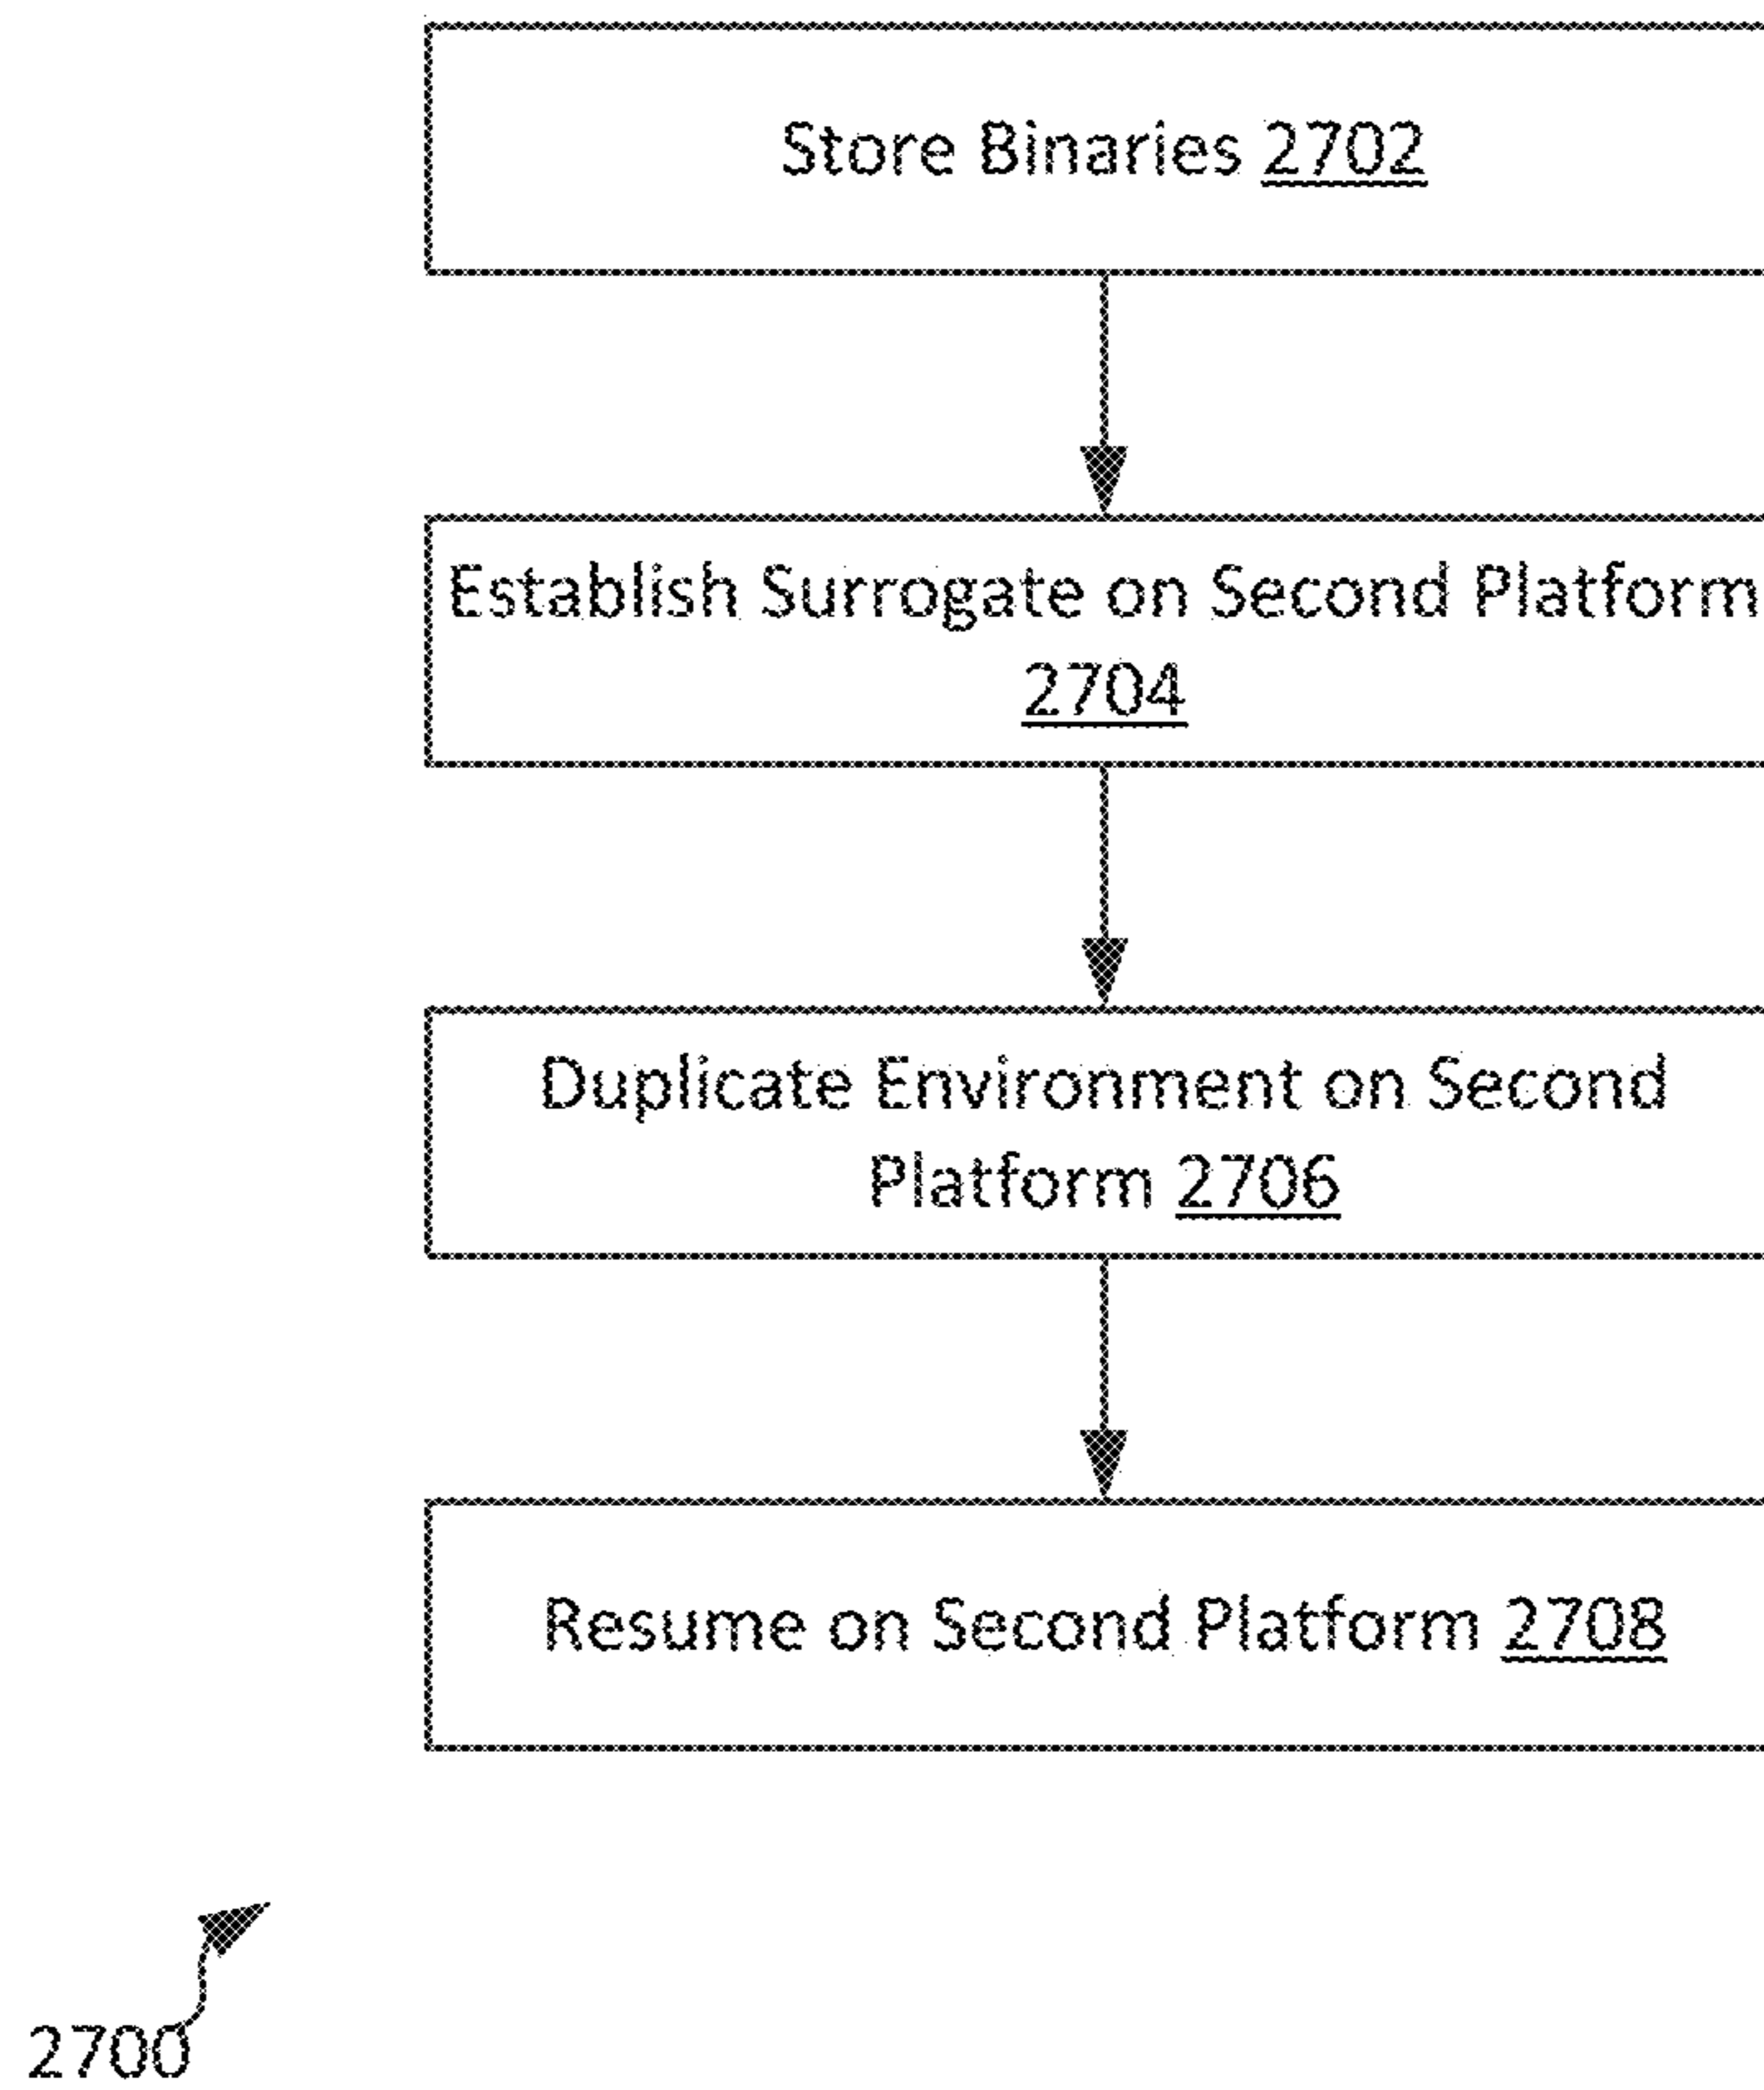 Store Binaries 2702
Establish Surrogate on Second Platform
2704
Duplicate Environment on Second
Platform 2706
Resume on Second Platform 2708
2700